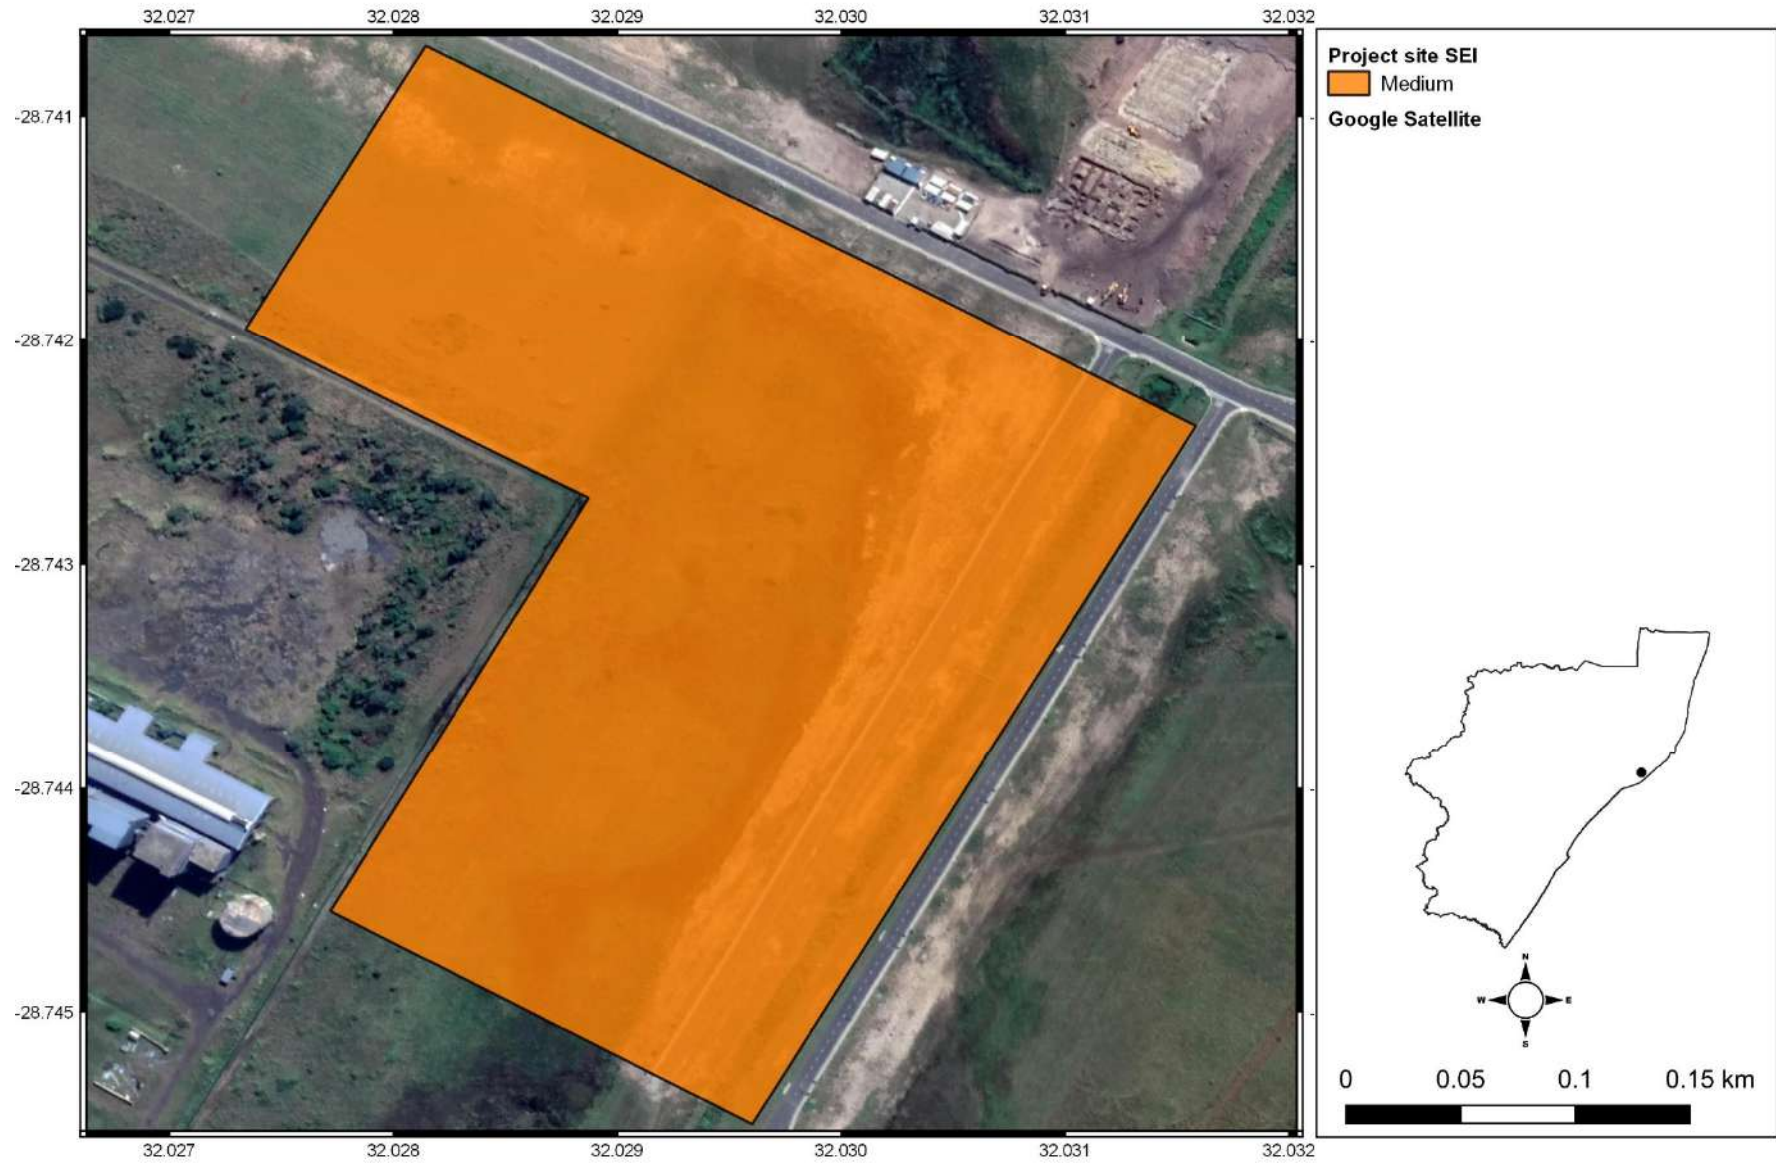 32.027 32.028 32.029 32.030 32.031 32.032
Project site SEI
Medium
Google Satellite
-28.741
-28.742
-28.743
-28.744
-28.745
N
W E
S
0 0.05 0.1 0.15 km
32.027 32.028 32.029 32.030 32.031 32.032